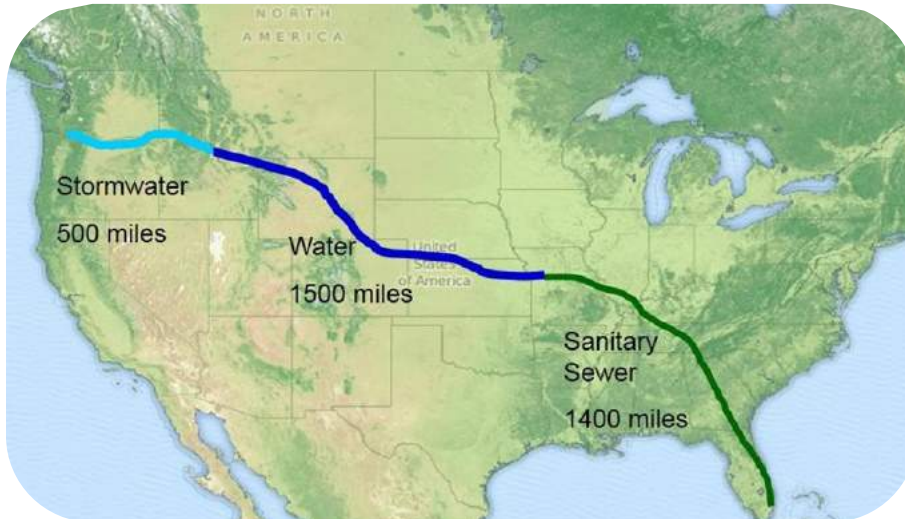 NORTH
AMERICA
Stormwater
500 miles
Water
1500 miles
United
States
of America
Sanitary
Sewer
1400 miles